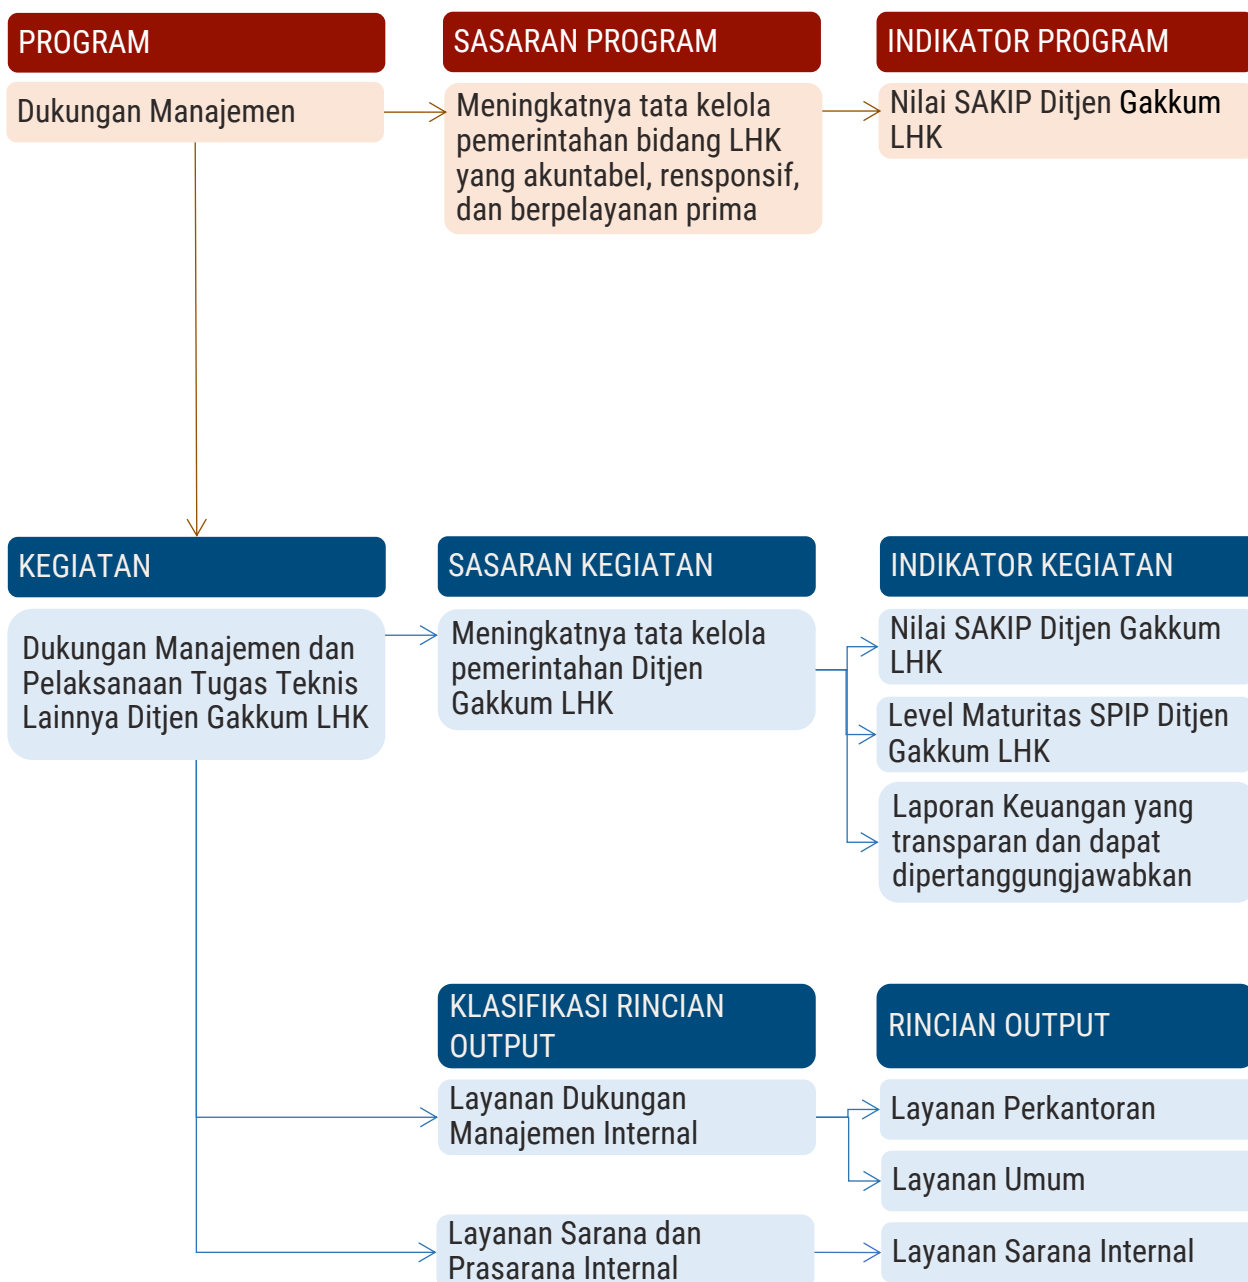 PROGRAM
SASARAN PROGRAM
INDIKATOR PROGRAM
Dukungan Manajemen
Meningkatnya tata kelola
pemerintahan bidang LHK
yang akuntabel, rensponsif,
dan berpelayanan prima
Nilai SAKIP Ditjen Gakkum
LHK
KEGIATAN
SASARAN KEGIATAN
INDIKATOR KEGIATAN
Dukungan Manajemen dan
Pelaksanaan Tugas Teknis
Lainnya Ditjen Gakkum LHK
Meningkatnya tata kelola
pemerintahan Ditjen
Gakkum LHK
Nilai SAKIP Ditjen Gakkum
LHK
Level Maturitas SPIP Ditjen
Gakkum LHK
Laporan Keuangan yang
transparan dan dapat
dipertanggungjawabkan
KLASIFIKASI RINCIAN
OUTPUT
RINCIAN OUTPUT
Layanan Dukungan
Manajemen Internal
Layanan Perkantoran
Layanan Umum
Layanan Sarana dan
Prasarana Internal
Layanan Sarana Internal